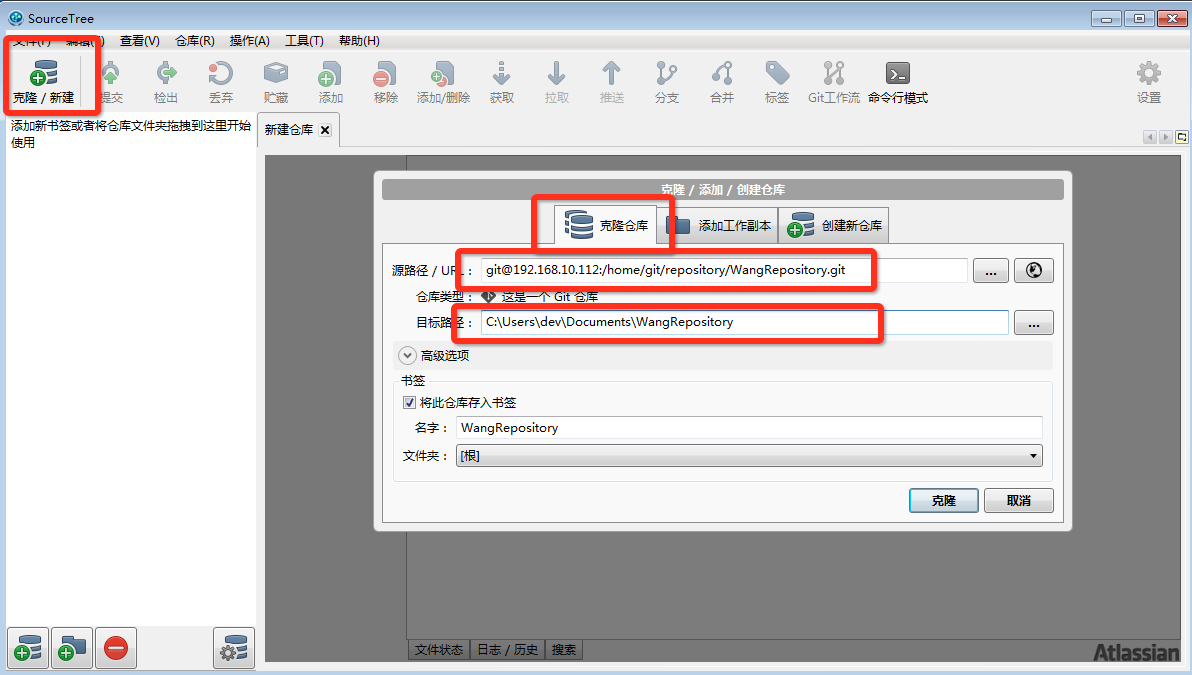 SourceTree
文件(F) 编辑(E) 查看(V) 仓库(R) 操作(A) 工具(T) 帮助(H)
克隆 / 新建 提交 检出 丢弃 贮藏 添加 移除 添加/删除 获取 拉取 推送 分支 合并 标签 Git工作流 命令行模式 设置
添加新书签或者将仓库文件夹拖拽到这里开始
使用
新建仓库
克隆 / 添加 / 创建仓库
克隆仓库 添加工作副本 创建新仓库
源路径 / URL： git@192.168.10.112:/home/git/repository/WangRepository.git ...
仓库类型： 这是一个 Git 仓库
目标路径： C:\Users\dev\Documents\WangRepository ...
高级选项
书签
将此仓库存入书签
名字： WangRepository
文件夹： [根]
克隆 取消
文件状态 日志 / 历史 搜索
Atlassian